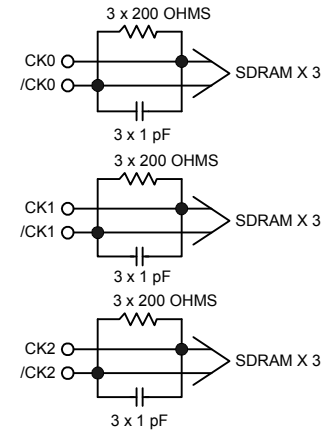 3 x 200 OHMS
CK0
SDRAM X 3
/CK0
3 x 1 pF
3 x 200 OHMS
CK1
SDRAM X 3
/CK1
3 x 1 pF
3 x 200 OHMS
CK2
SDRAM X 3
/CK2
3 x 1 pF